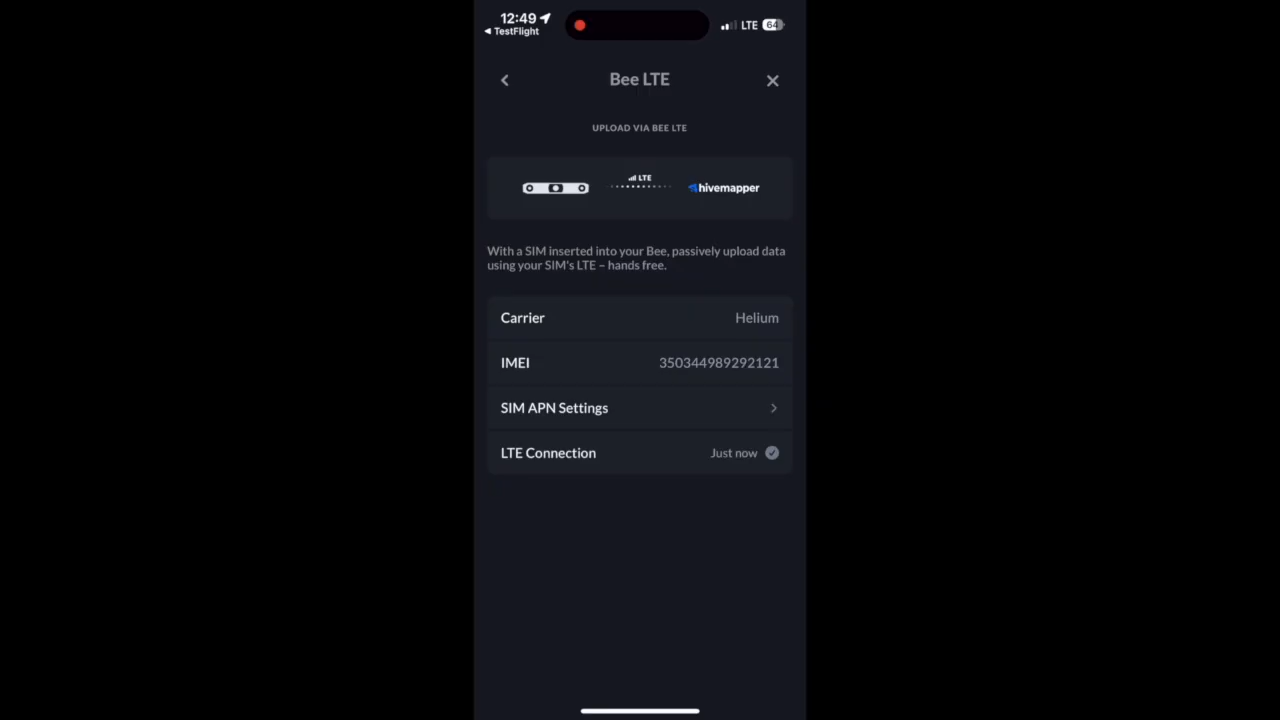 12:49
LTE 64
TestFlight
Bee LTE
UPLOAD VIA BEE LTE
LTE
hivemapper
With a SIM inserted into your Bee, passively upload data
using your SIM's LTE – hands free.
Carrier Helium
IMEI 350344989292121
SIM APN Settings
LTE Connection Just now